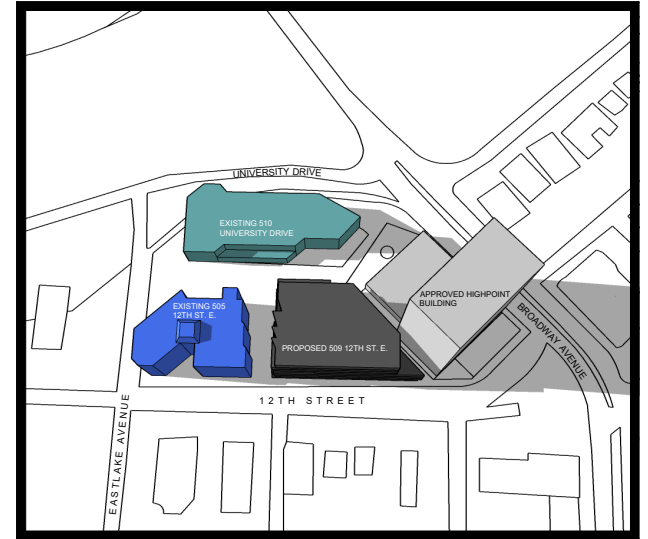 UNIVERSITY DRIVE
EXISTING 510
UNIVERSITY DRIVE
APPROVED HIGHPOINT
BUILDING
EXISTING 505
12TH ST. E.
PROPOSED 509 12TH ST. E.
BROADWAY AVENUE
12TH STREET
EASTLAKE AVENUE